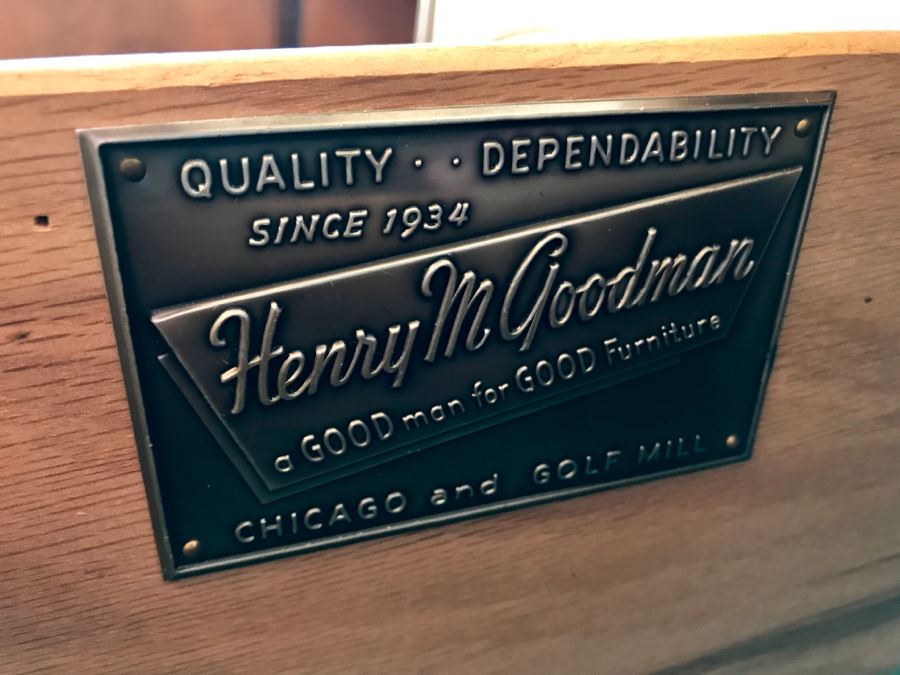 QUALITY · · DEPENDABILITY
SINCE 1934
Henry M Goodman
a GOOD man for GOOD Furniture
CHICAGO and GOLF MILL